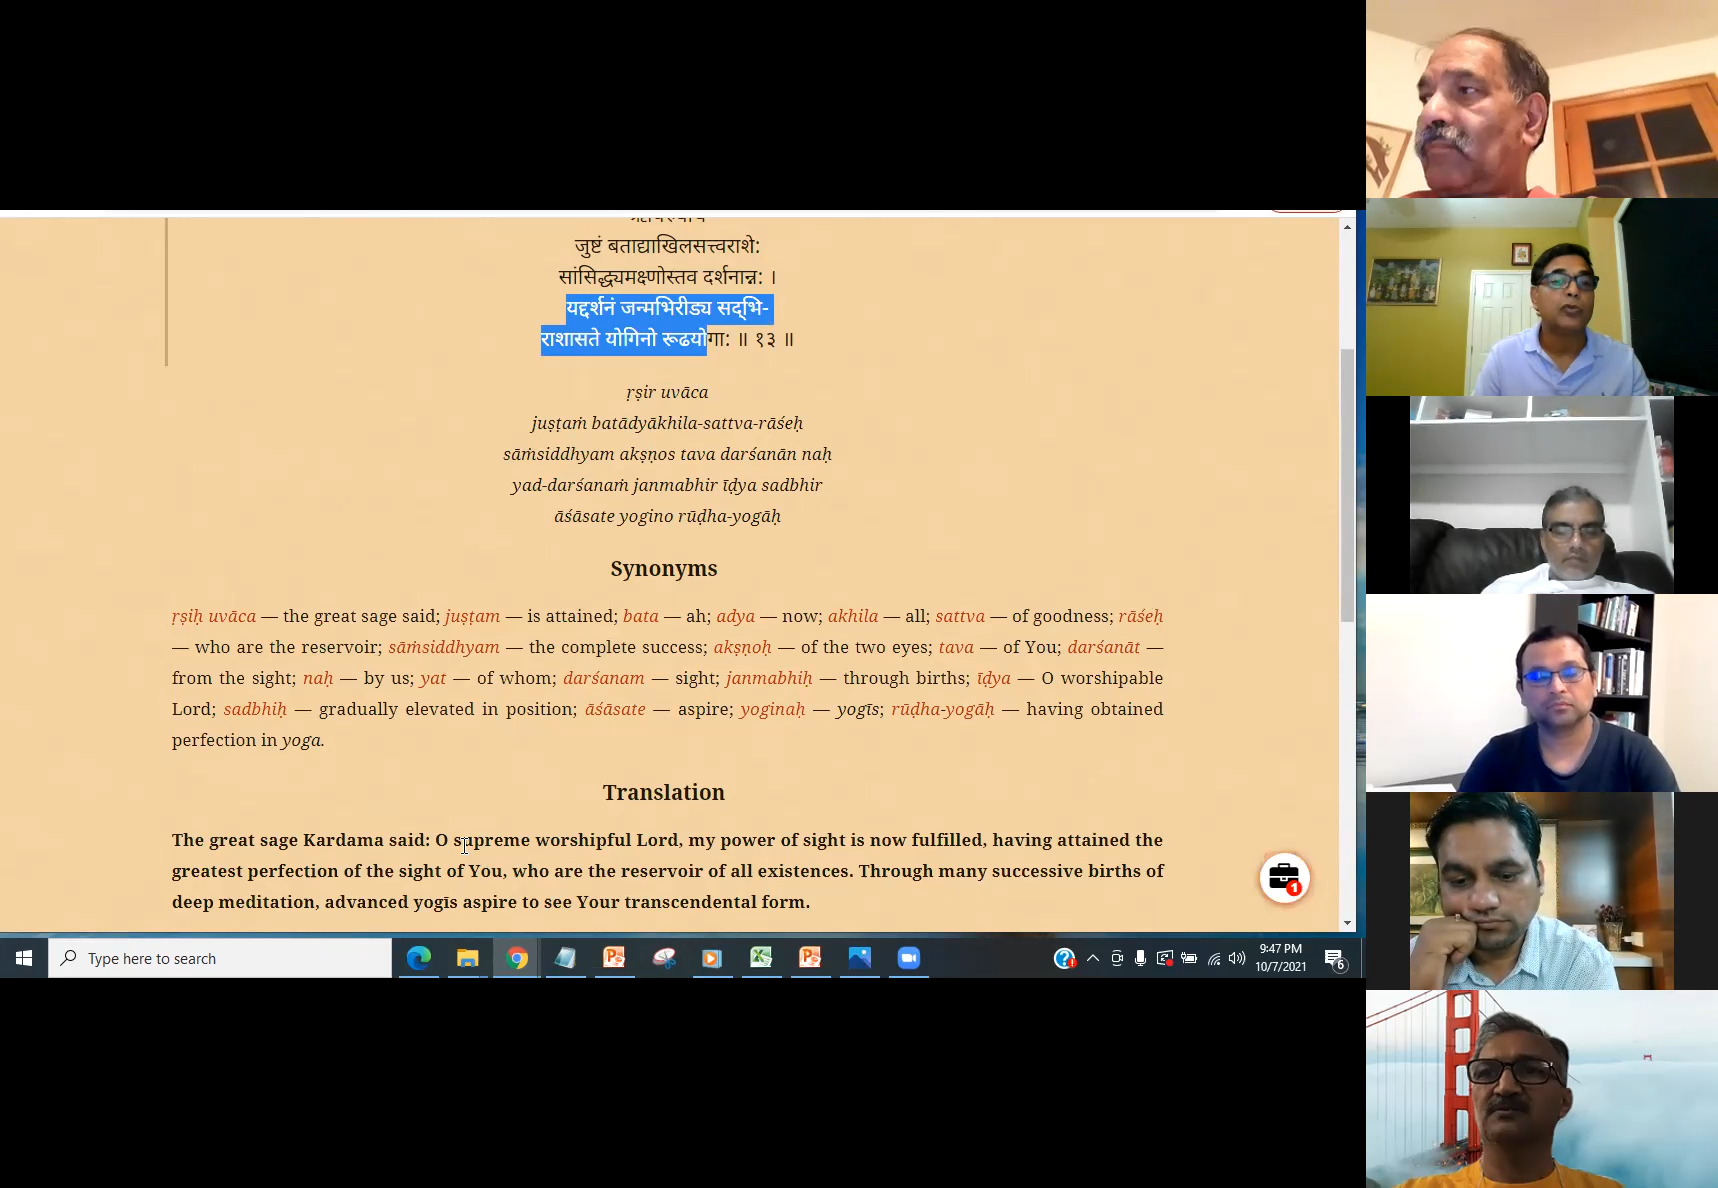 जुष्टं बताद्याखिलसत्त्वराशे:
सांसिद्ध्यमक्ष्णोस्तव दर्शनान्न: ।
यद्दर्शनं जन्मभिरीड्य सद्‌भि-
राशासते योगिनो रूढयोगा: ॥ १३ ॥
ṛṣir uvāca
juṣṭaṁ batādyākhila-sattva-rāśeḥ
sāṁsiddhyam akṣṇos tava darśanān naḥ
yad-darśanaṁ janmabhir īḍya sadbhir
āśāsate yogino rūḍha-yogāḥ
Synonyms
ṛṣiḥ uvāca — the great sage said; juṣṭam — is attained; bata — ah; adya — now; akhila — all; sattva — of goodness; rāśeḥ
— who are the reservoir; sāṁsiddhyam — the complete success; akṣṇoḥ — of the two eyes; tava — of You; darśanāt —
from the sight; naḥ — by us; yat — of whom; darśanam — sight; janmabhiḥ — through births; īḍya — O worshipable
Lord; sadbhiḥ — gradually elevated in position; āśāsate — aspire; yoginaḥ — yogīs; rūḍha-yogāḥ — having obtained
perfection in yoga.
Translation
The great sage Kardama said: O supreme worshipful Lord, my power of sight is now fulfilled, having attained the
greatest perfection of the sight of You, who are the reservoir of all existences. Through many successive births of
deep meditation, advanced yogīs aspire to see Your transcendental form.
1
Type here to search
9:47 PM
10/7/2021
6